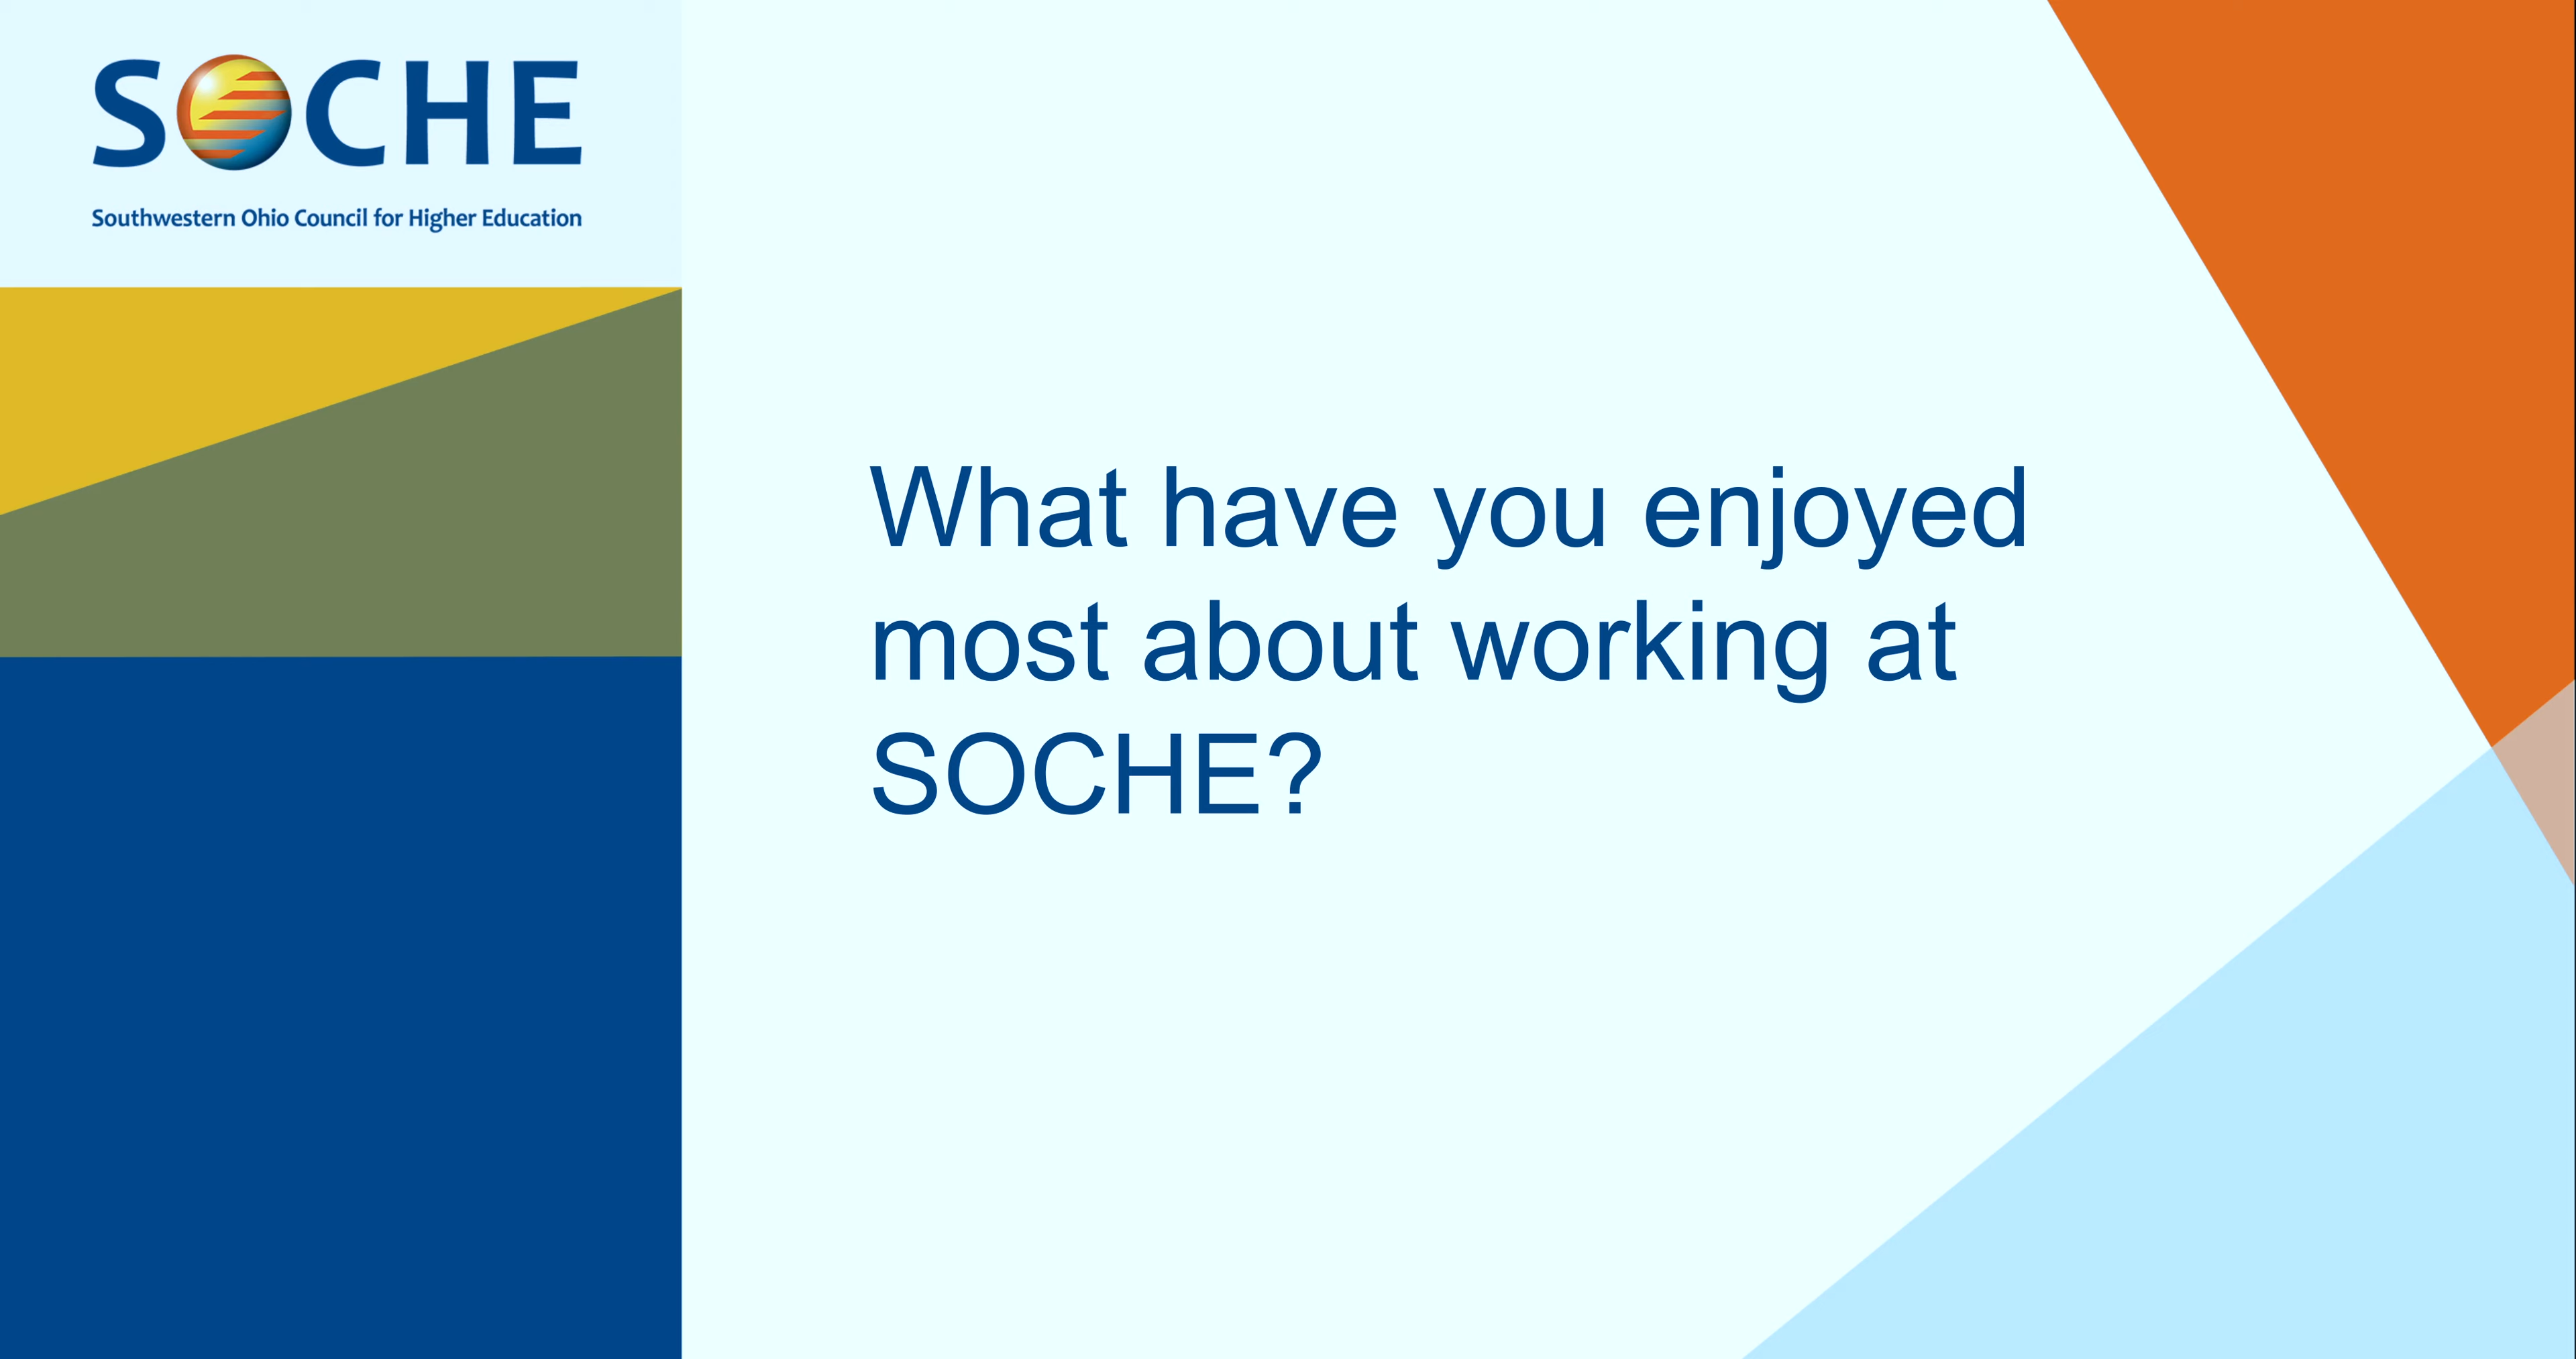 SOCHE
Southwestern Ohio Council for Higher Education
What have you enjoyed
most about working at
SOCHE?